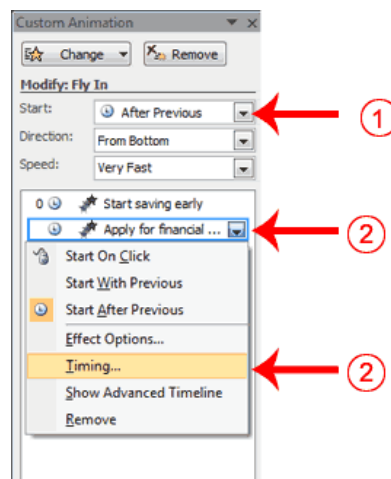 Custom Animation
Change Remove
Modify: Fly In
Start: After Previous 1
Direction: From Bottom
Speed: Very Fast
0 Start saving early
Apply for financial ... 2
Start On Click
Start With Previous
Start After Previous
Effect Options...
Timing... 2
Show Advanced Timeline
Remove